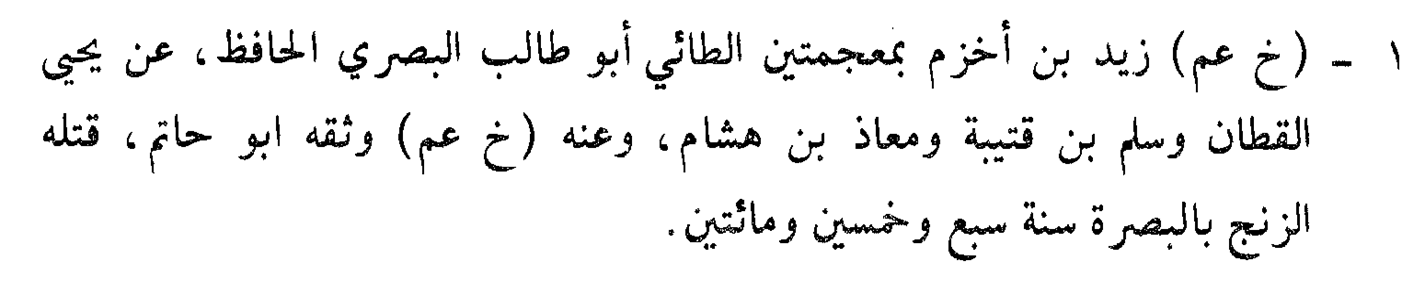 ١ - (خ عم) زيد بن أخزم بمعجمتين الطائي أبو طالب البصري الحافظ، عن يحيى
القطان وسلم بن قتيبة ومعاذ بن هشام، وعنه (خ عم) وثقه ابو حاتم، قتله
الزنج بالبصرة سنة سبع وخمسين ومائتين.